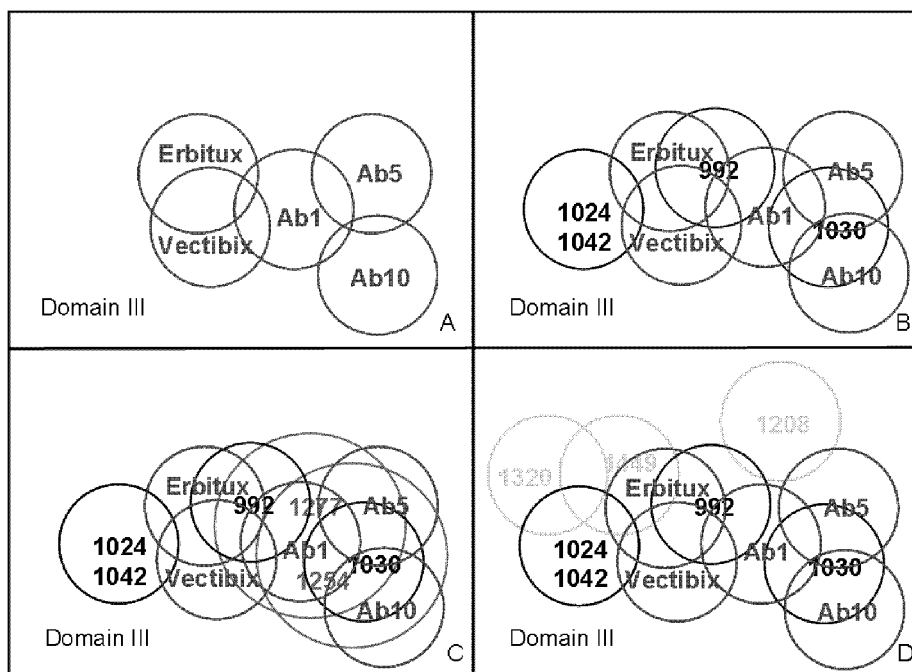 Erbitux
Ab5
Ab1
Vectibix
Ab10
Domain III
A
Erbitux
992
Ab5
1024
Ab1
1042
Vectibix
1030
Ab10
Domain III
B
Erbitux
992
1277
Ab5
1024
Ab1
1042
Vectibix
1254
1030
Ab10
Domain III
C
1208
1320
1449
Erbitux
992
Ab5
1024
Ab1
1042
Vectibix
1030
Ab10
Domain III
D